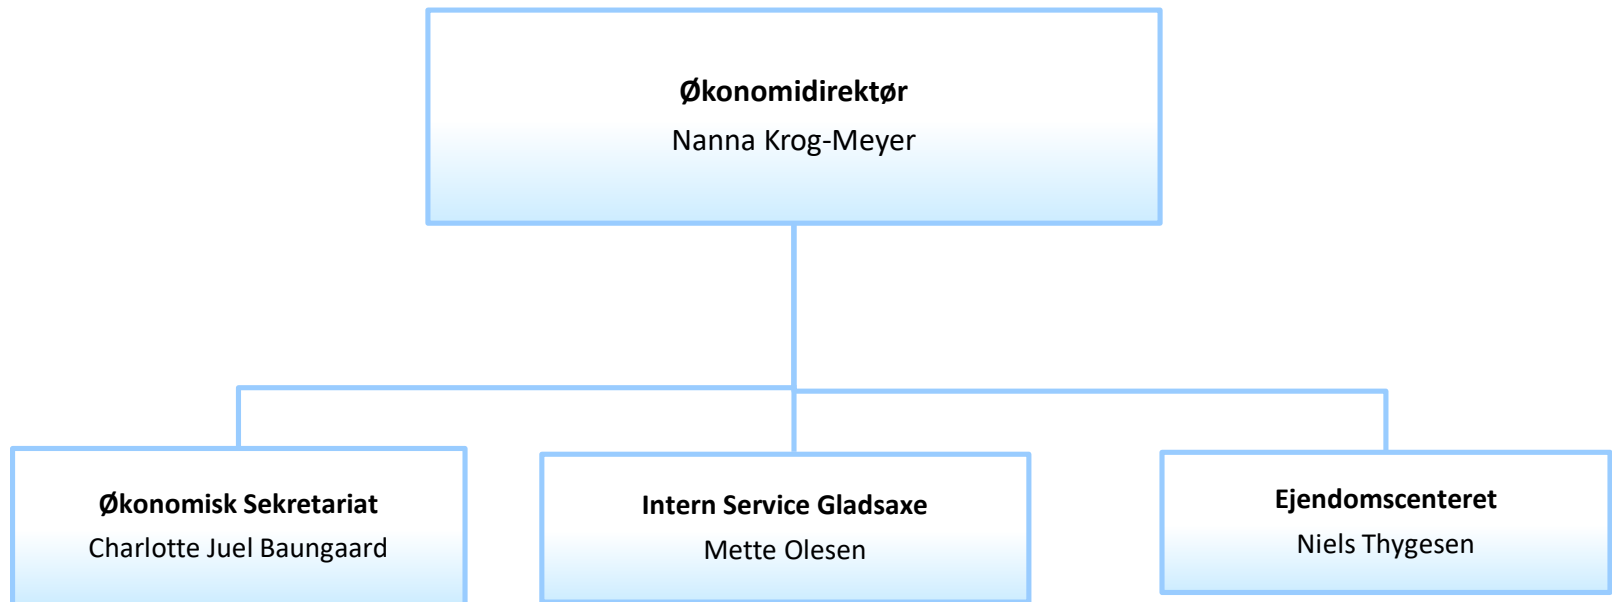 Økonomidirektør
Nanna Krog-Meyer
Økonomisk Sekretariat
Charlotte Juel Baungaard
Intern Service Gladsaxe
Mette Olesen
Ejendomscenteret
Niels Thygesen